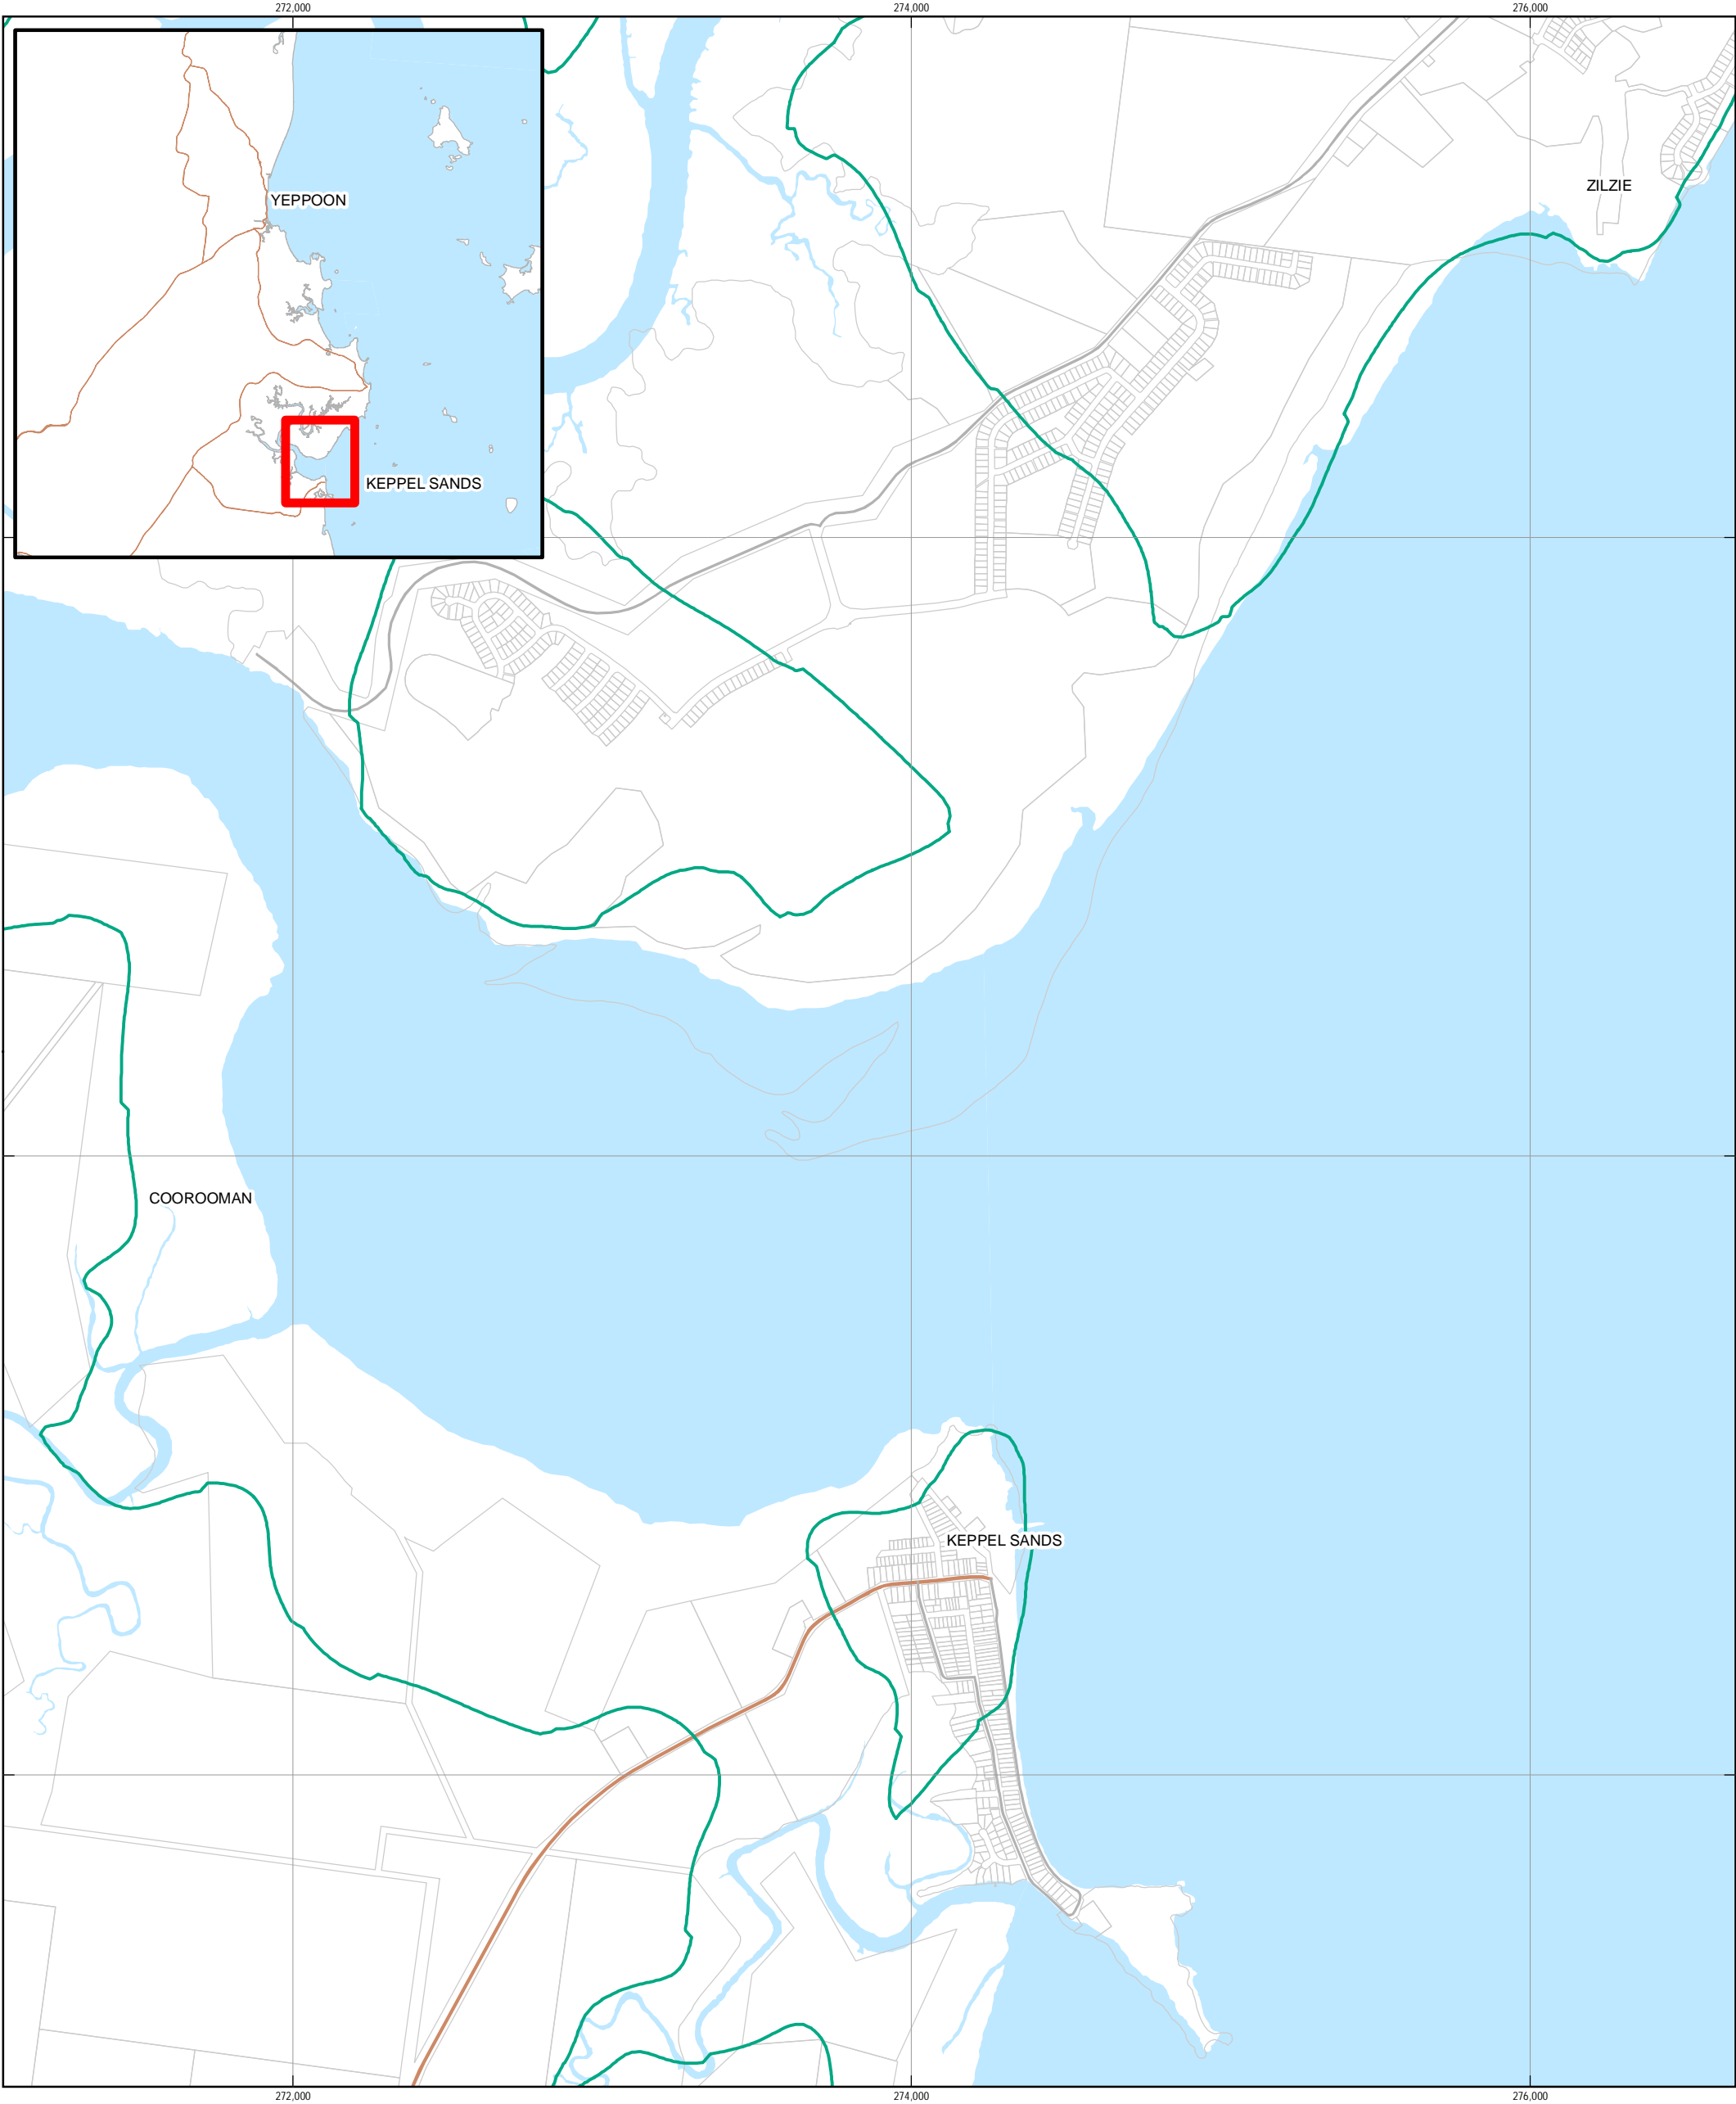 272,000
274,000
276,000
YEPPOON
KEPPEL SANDS
ZILZIE
COOROOMAN
KEPPEL SANDS
272,000
274,000
276,000